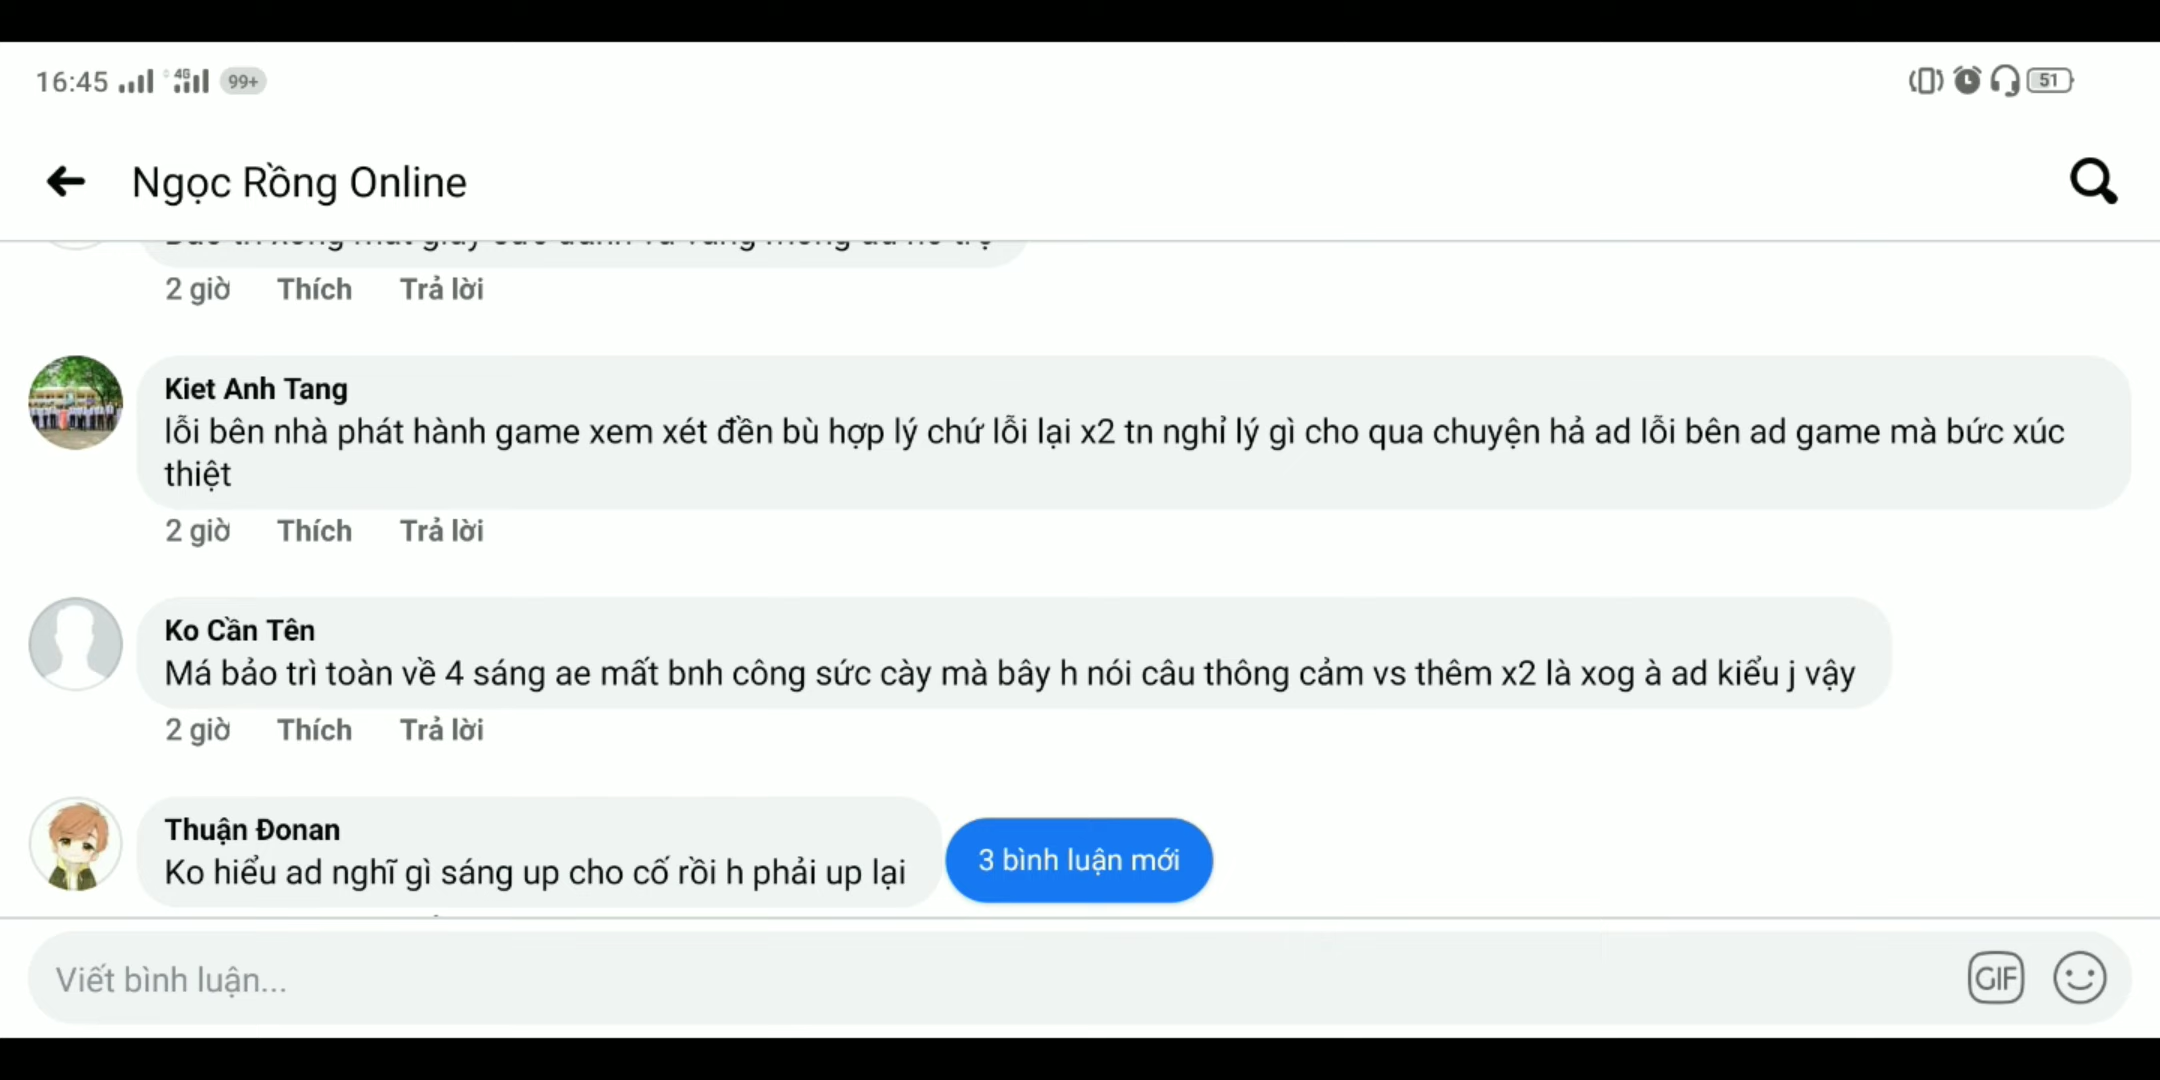 16:45 4G 99+ 51
Ngọc Rồng Online
2 giờ Thích Trả lời
Kiet Anh Tang
lỗi bên nhà phát hành game xem xét đền bù hợp lý chứ lỗi lại x2 tn nghỉ lý gì cho qua chuyện hả ad lỗi bên ad game mà bức xúc
thiệt
2 giờ Thích Trả lời
Ko Cần Tên
Má bảo trì toàn về 4 sáng ae mất bnh công sức cày mà bây h nói câu thông cảm vs thêm x2 là xog à ad kiểu j vậy
2 giờ Thích Trả lời
Thuận Đonan
Ko hiểu ad nghĩ gì sáng up cho cố rồi h phải up lại
3 bình luận mới
Viết bình luận... GIF